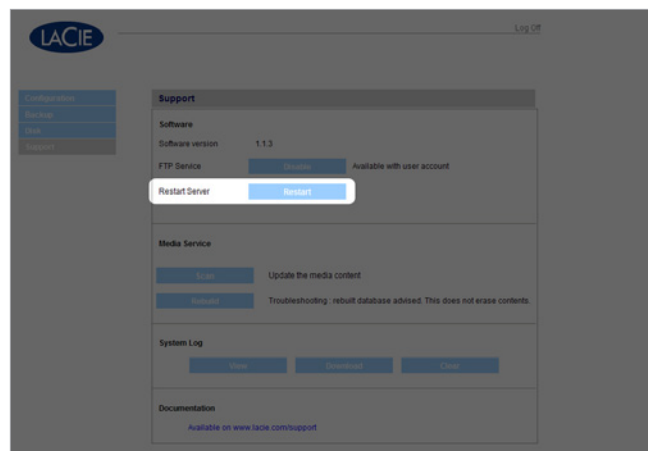 LACIE
Log Off
Configuration
Backup
Disk
Support
Support
Software
Software version 1.1.3
FTP Service Disable Available with user account
Restart Server Restart
Media Service
Scan Update the media content
Rebuild Troubleshooting : rebuilt database advised. This does not erase contents.
System Log
View Download Clear
Documentation
Available on www.lacie.com/support